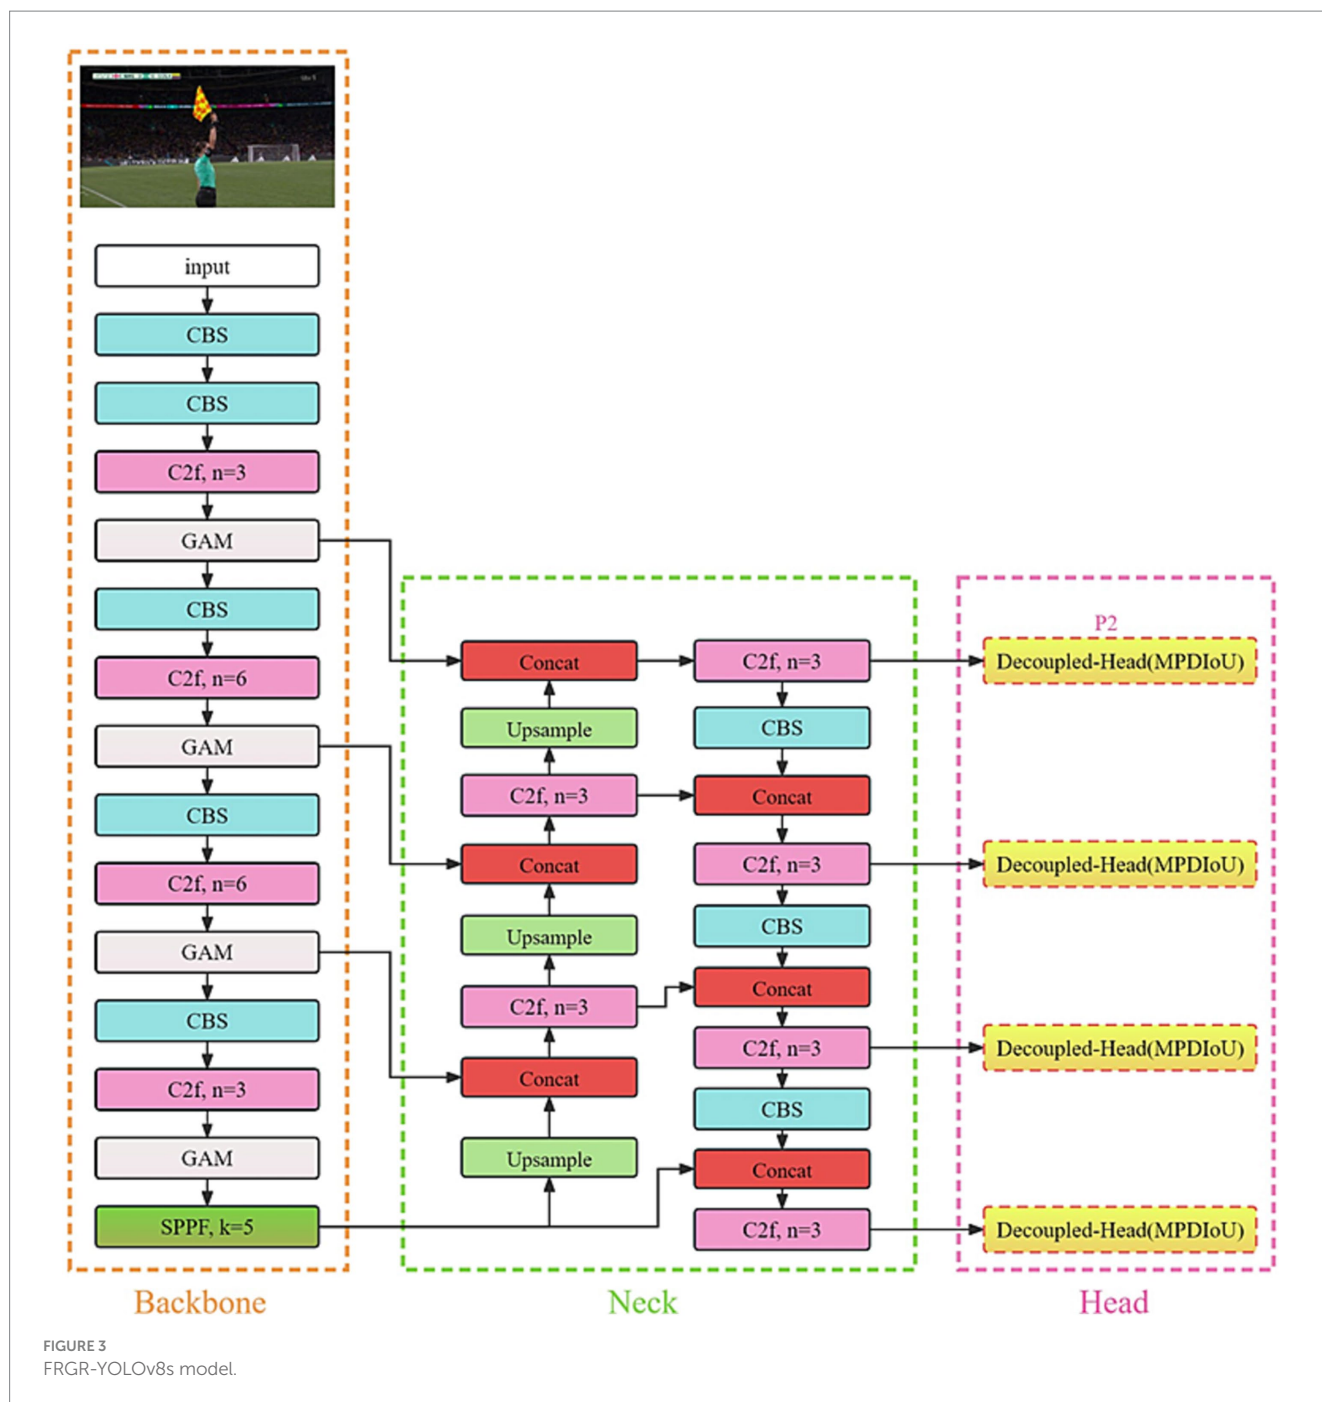 input
CBS
CBS
C2f, n=3
GAM
CBS
C2f, n=6
GAM
CBS
C2f, n=6
GAM
CBS
C2f, n=3
GAM
SPPF, k=5
Backbone
Concat
Upsample
C2f, n=3
Concat
Upsample
C2f, n=3
Concat
Upsample
C2f, n=3
CBS
Concat
C2f, n=3
CBS
Concat
C2f, n=3
CBS
Concat
C2f, n=3
Neck
P2
Decoupled-Head(MPDIoU)
Decoupled-Head(MPDIoU)
Decoupled-Head(MPDIoU)
Decoupled-Head(MPDIoU)
Head
FIGURE 3
FRGR-YOLOv8s model.